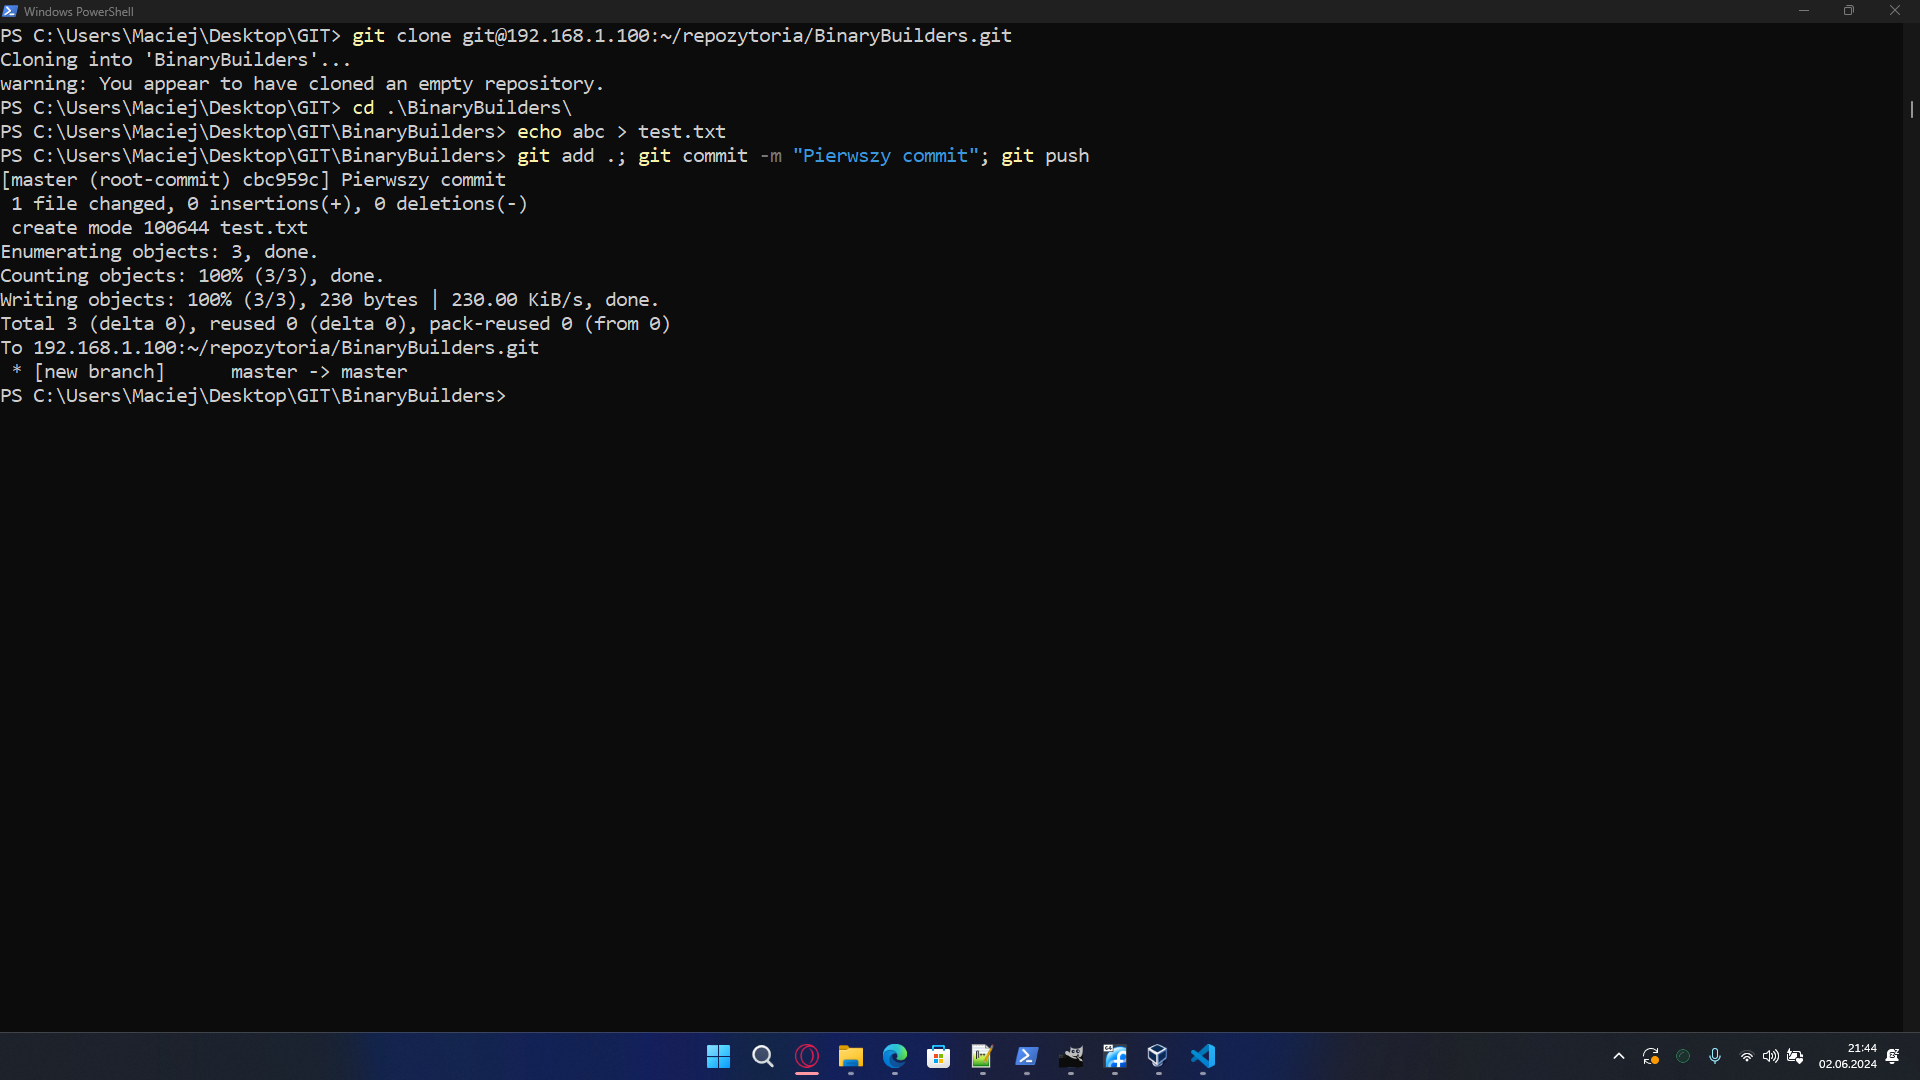 Windows PowerShell
PS C:\Users\Maciej\Desktop\GIT> git clone git@192.168.1.100:~/repozytoria/BinaryBuilders.git
Cloning into 'BinaryBuilders'...
warning: You appear to have cloned an empty repository.
PS C:\Users\Maciej\Desktop\GIT> cd .\BinaryBuilders\
PS C:\Users\Maciej\Desktop\GIT\BinaryBuilders> echo abc > test.txt
PS C:\Users\Maciej\Desktop\GIT\BinaryBuilders> git add .; git commit -m "Pierwszy commit"; git push
[master (root-commit) cbc959c] Pierwszy commit
 1 file changed, 0 insertions(+), 0 deletions(-)
 create mode 100644 test.txt
Enumerating objects: 3, done.
Counting objects: 100% (3/3), done.
Writing objects: 100% (3/3), 230 bytes | 230.00 KiB/s, done.
Total 3 (delta 0), reused 0 (delta 0), pack-reused 0 (from 0)
To 192.168.1.100:~/repozytoria/BinaryBuilders.git
 * [new branch]      master -> master
PS C:\Users\Maciej\Desktop\GIT\BinaryBuilders>
21:44
02.06.2024